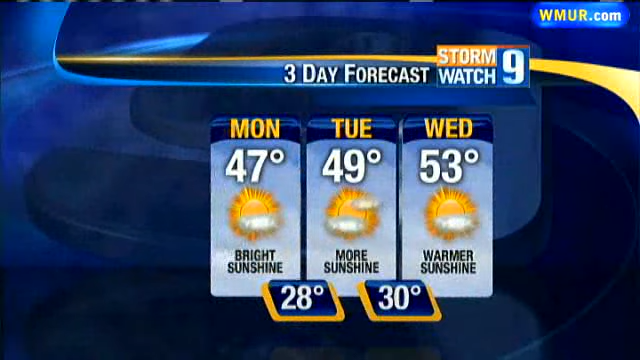 WMUR.com
3 DAY FORECAST
STORM
WATCH 9
MON
TUE
WED
47°
49°
53°
BRIGHT
SUNSHINE
MORE
SUNSHINE
WARMER
SUNSHINE
28°
30°